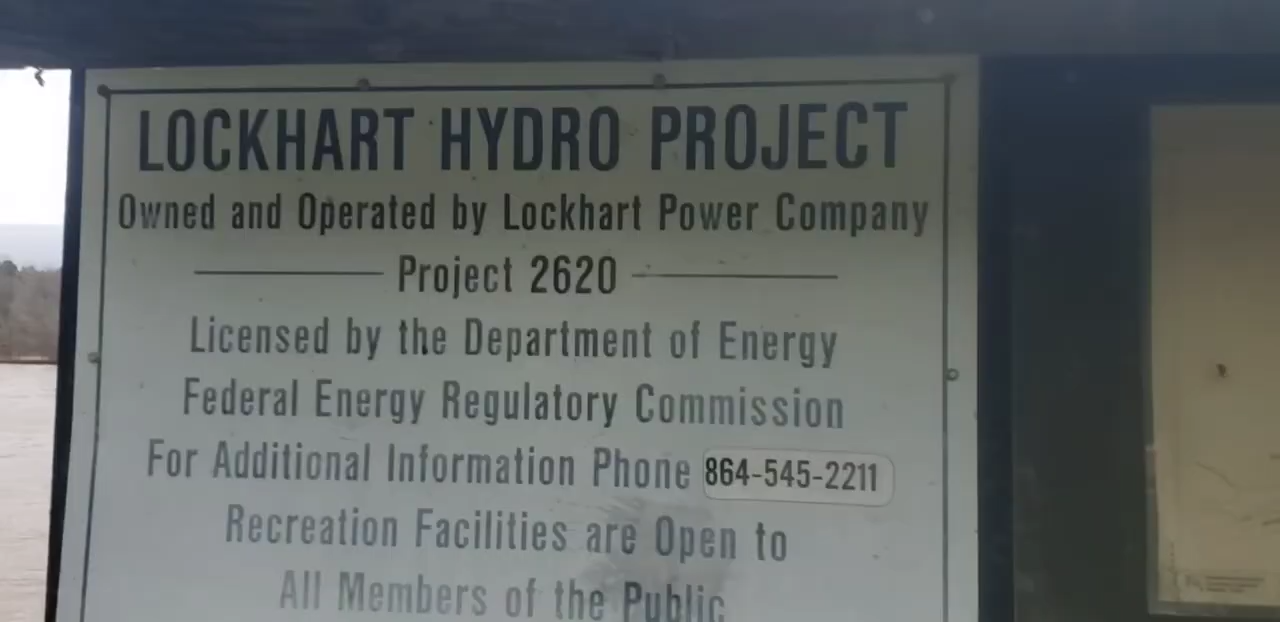 LOCKHART HYDRO PROJECT
Owned and Operated by Lockhart Power Company
Project 2620
Licensed by the Department of Energy
Federal Energy Regulatory Commission
For Additional Information Phone 864-545-2211
Recreation Facilities are Open to
All Members of the Public